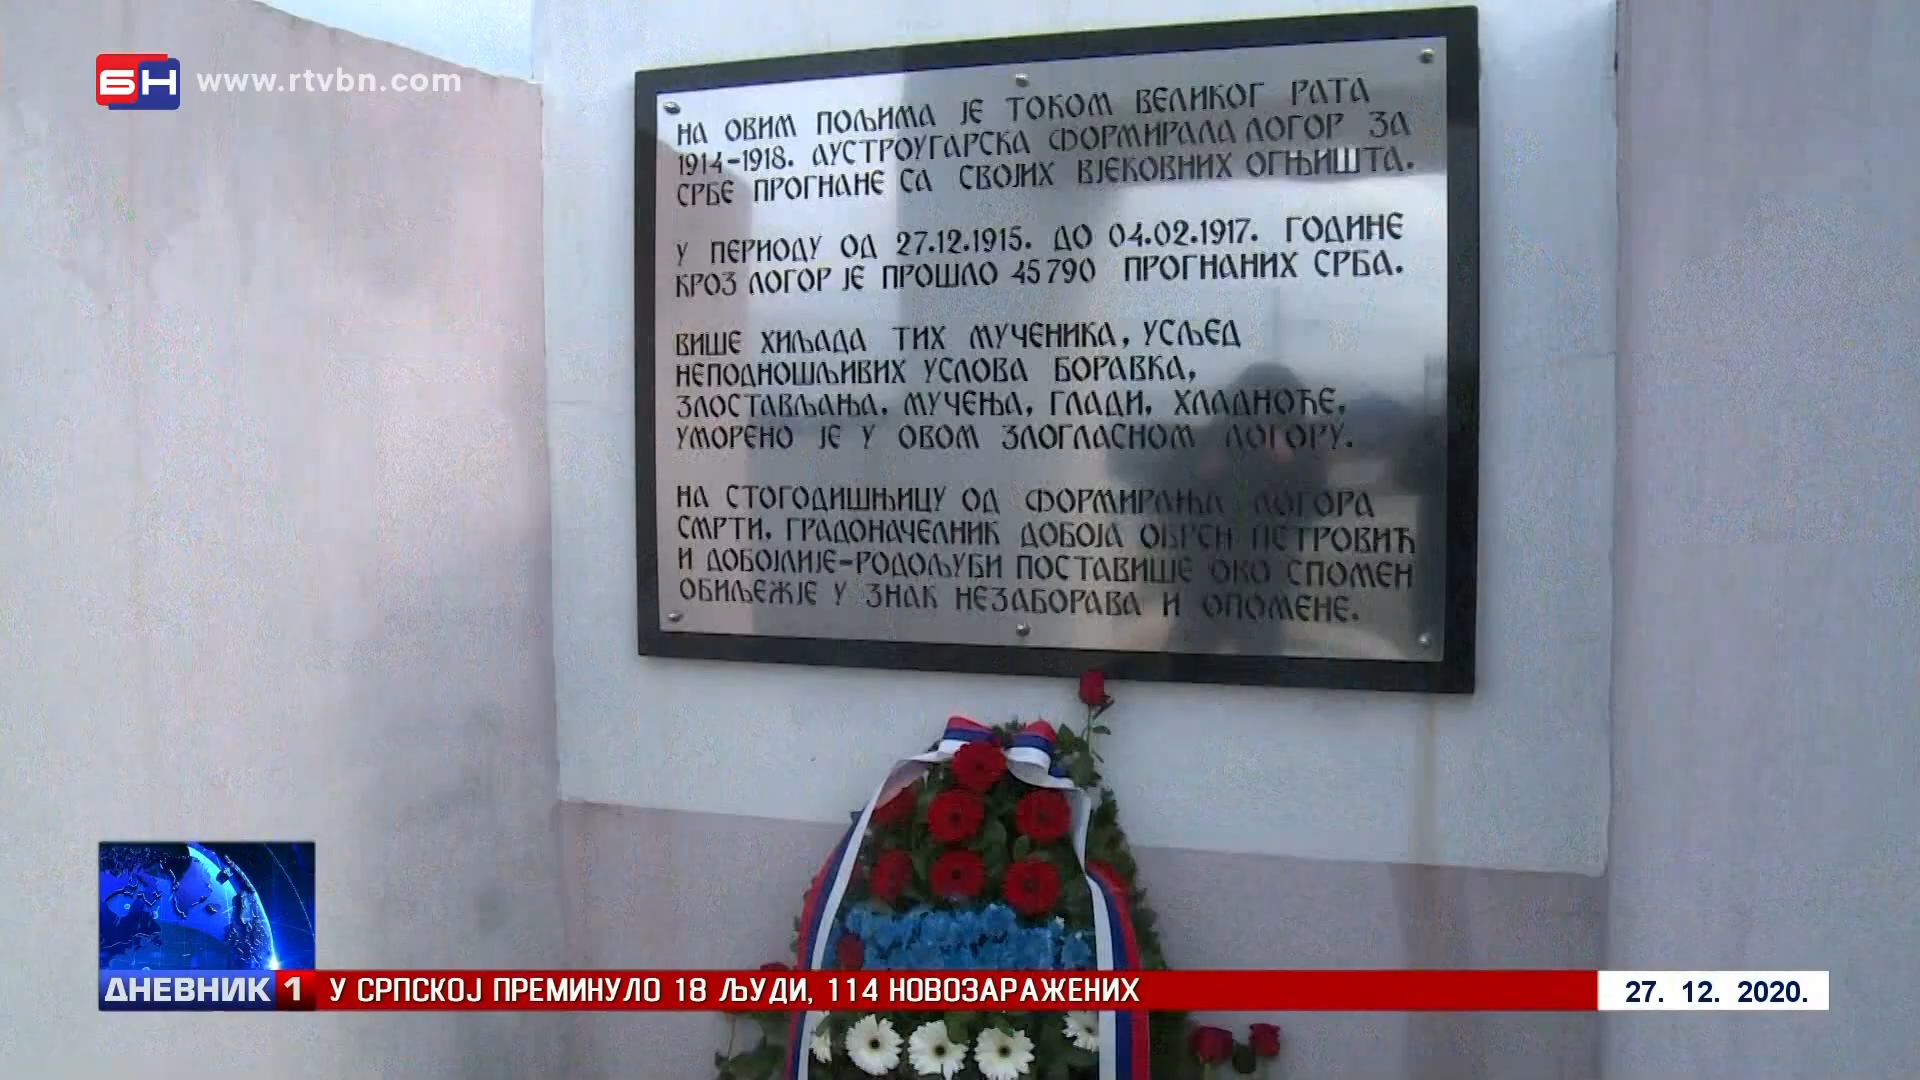 БН www.rtvbn.com
НА ОВИМ ПОЉИМА ЈЕ ТОКОМ ВЕЛИКОГ РАТА
1914-1918. АУСТРОУГАРСКА ФОРМИРАЛА ЛОГОР ЗА
СРБЕ ПРОГНАНЕ СА СВОЈИХ ВЈЕКОВНИХ ОГЊИШТА.
У ПЕРИОДУ ОД 27.12.1915. ДО 04.02.1917. ГОДИНЕ
КРОЗ ЛОГОР ЈЕ ПРОШЛО 45790 ПРОГНАНИХ СРБА.
ВИШЕ ХИЉАДА ТИХ МУЧЕНИКА, УСЉЕД
НЕПОДНОШЉИВИХ УСЛОВА БОРАВКА,
ЗЛОСТАВЉАЊА, МУЧЕЊА, ГЛАДИ, ХЛАДНОЋЕ,
УМОРЕНО ЈЕ У ОВОМ ЗЛОГЛАСНОМ ЛОГОРУ.
НА СТОГОДИШЊИЦУ ОД ФОРМИРАЊА ЛОГОРА
СМРТИ, ГРАДОНАЧЕЛНИК ДОБОЈА ОБРЕН ПЕТРОВИЋ
И ДОБОЈЛИЈЕ-РОДОЉУБИ ПОСТАВИШЕ ОКО СПОМЕН
ОБИЉЕЖЈЕ У ЗНАК НЕЗАБОРАВА И ОПОМЕНЕ.
ДНЕВНИК 1 У СРПСКОЈ ПРЕМИНУЛО 18 ЉУДИ, 114 НОВОЗАРАЖЕНИХ 27. 12. 2020.